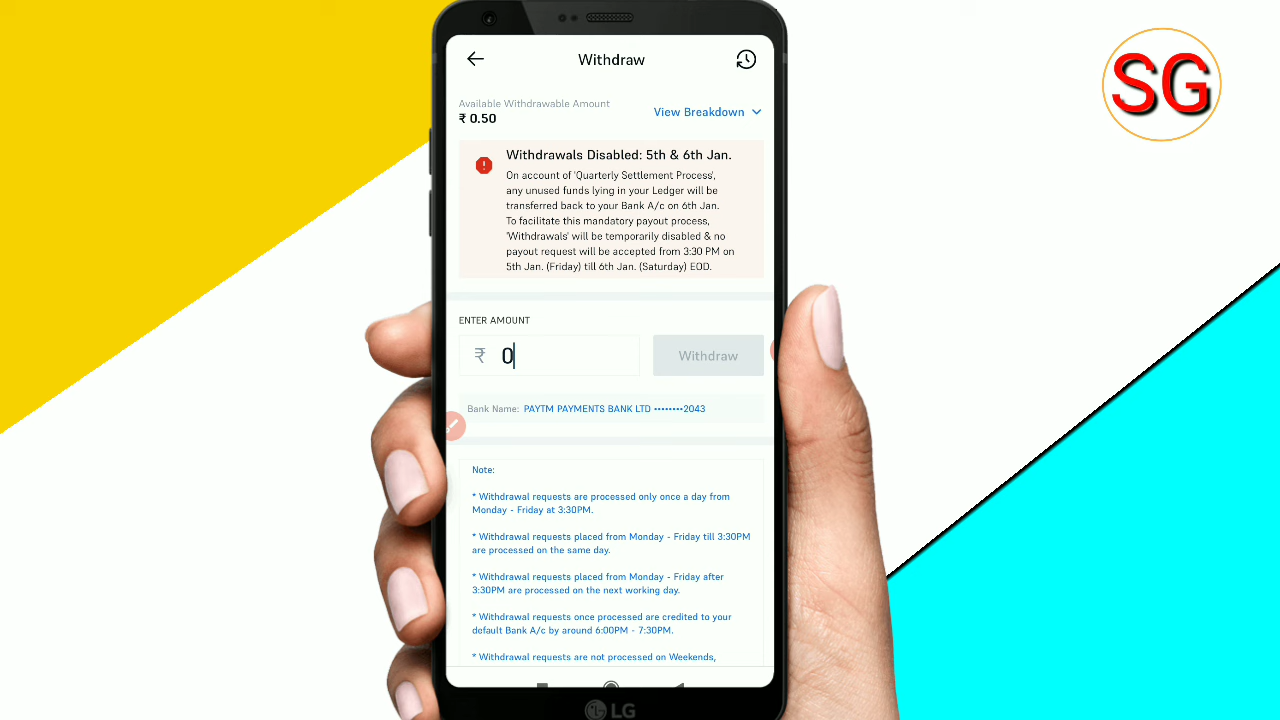 SG
Withdraw
Available Withdrawable Amount
₹ 0.50
View Breakdown
Withdrawals Disabled: 5th & 6th Jan.
On account of 'Quarterly Settlement Process',
any unused funds lying in your Ledger will be
transferred back to your Bank A/c on 6th Jan.
To facilitate this mandatory payout process,
'Withdrawals' will be temporarily disabled & no
payout request will be accepted from 3:30 PM on
5th Jan. (Friday) till 6th Jan. (Saturday) EOD.
ENTER AMOUNT
₹ 0
Withdraw
Bank Name: PAYTM PAYMENTS BANK LTD ••••••••2043
Note:
* Withdrawal requests are processed only once a day from
Monday - Friday at 3:30PM.
* Withdrawal requests placed from Monday - Friday till 3:30PM
are processed on the same day.
* Withdrawal requests placed from Monday - Friday after
3:30PM are processed on the next working day.
* Withdrawal requests once processed are credited to your
default Bank A/c by around 6:00PM - 7:30PM.
* Withdrawal requests are not processed on Weekends,
LG